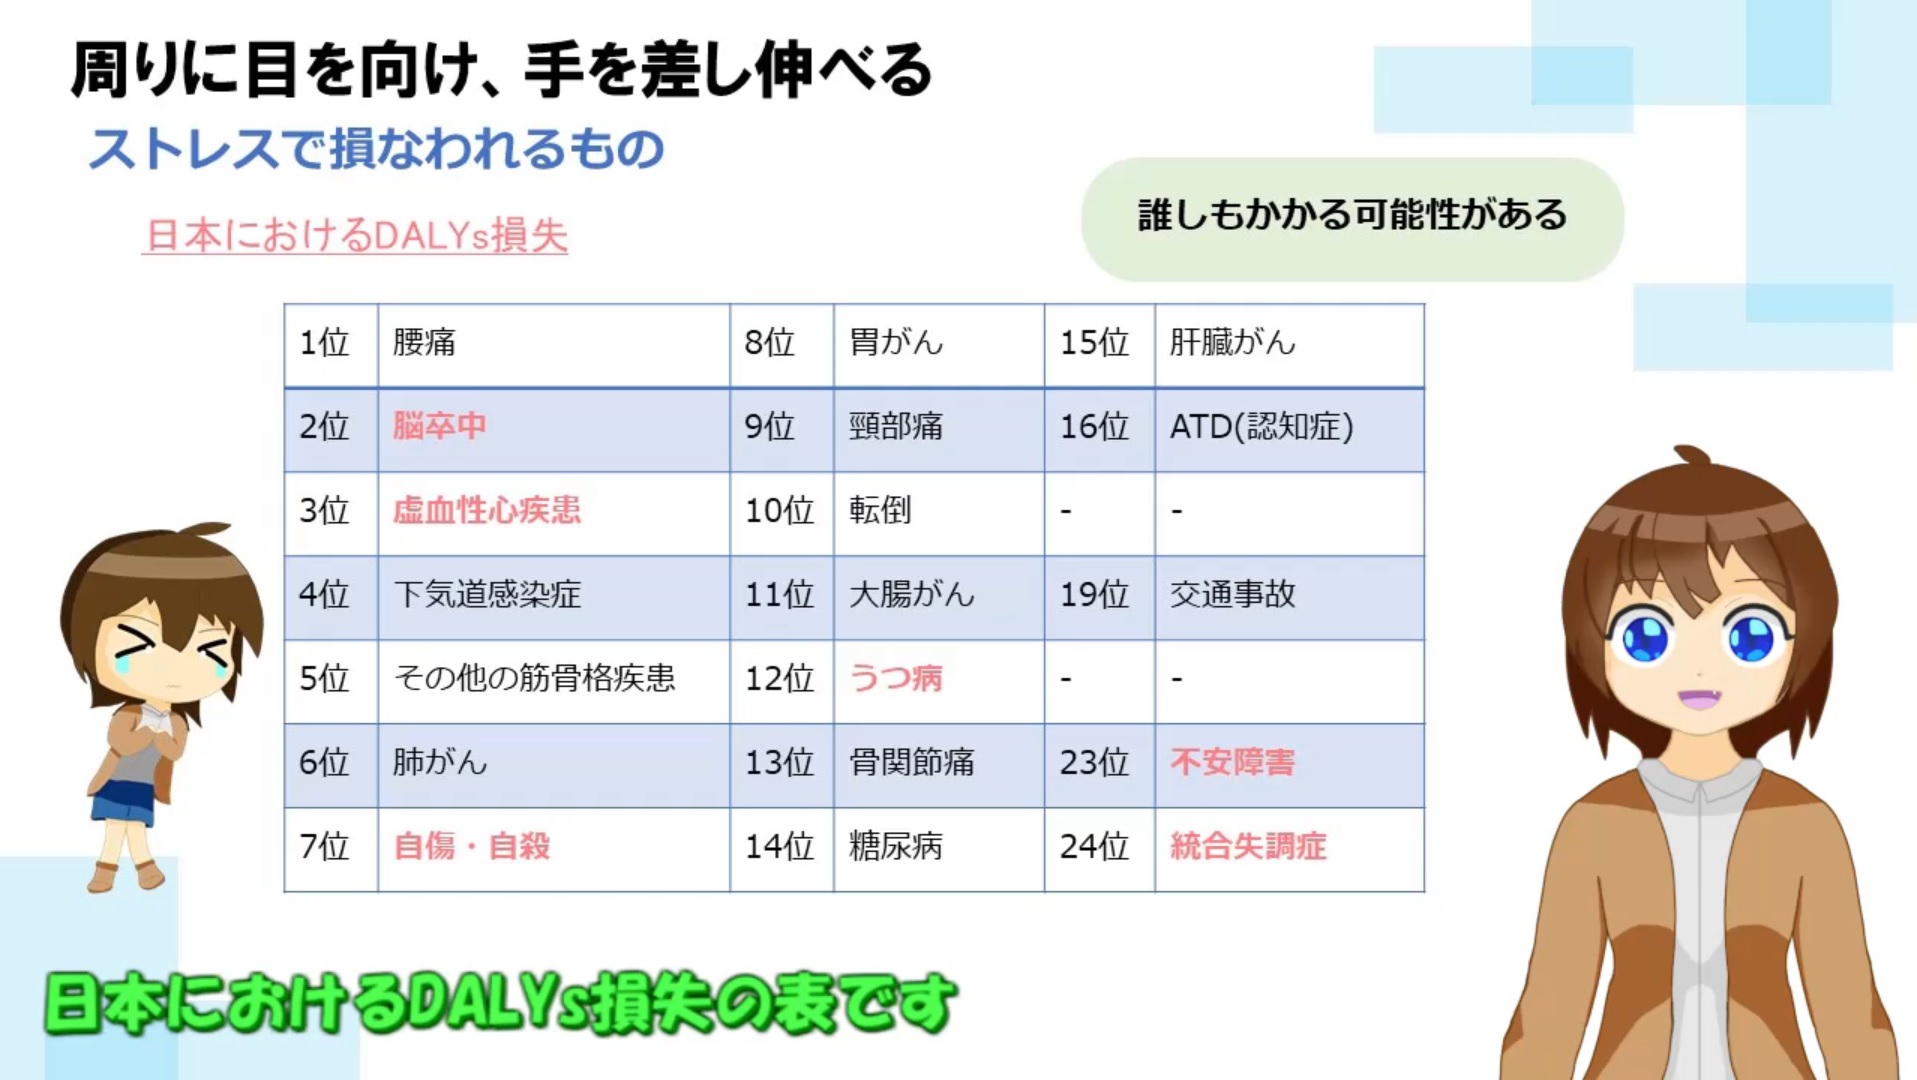 周りに目を向け、手を差し伸べる
ストレスで損なわれるもの
日本におけるDALYs損失
誰しもかかる可能性がある
1位 腰痛 8位 胃がん 15位 肝臓がん
2位 脳卒中 9位 頸部痛 16位 ATD(認知症)
3位 虚血性心疾患 10位 転倒 - -
4位 下気道感染症 11位 大腸がん 19位 交通事故
5位 その他の筋骨格疾患 12位 うつ病 - -
6位 肺がん 13位 骨関節痛 23位 不安障害
7位 自傷・自殺 14位 糖尿病 24位 統合失調症
日本におけるDALYs損失の表です